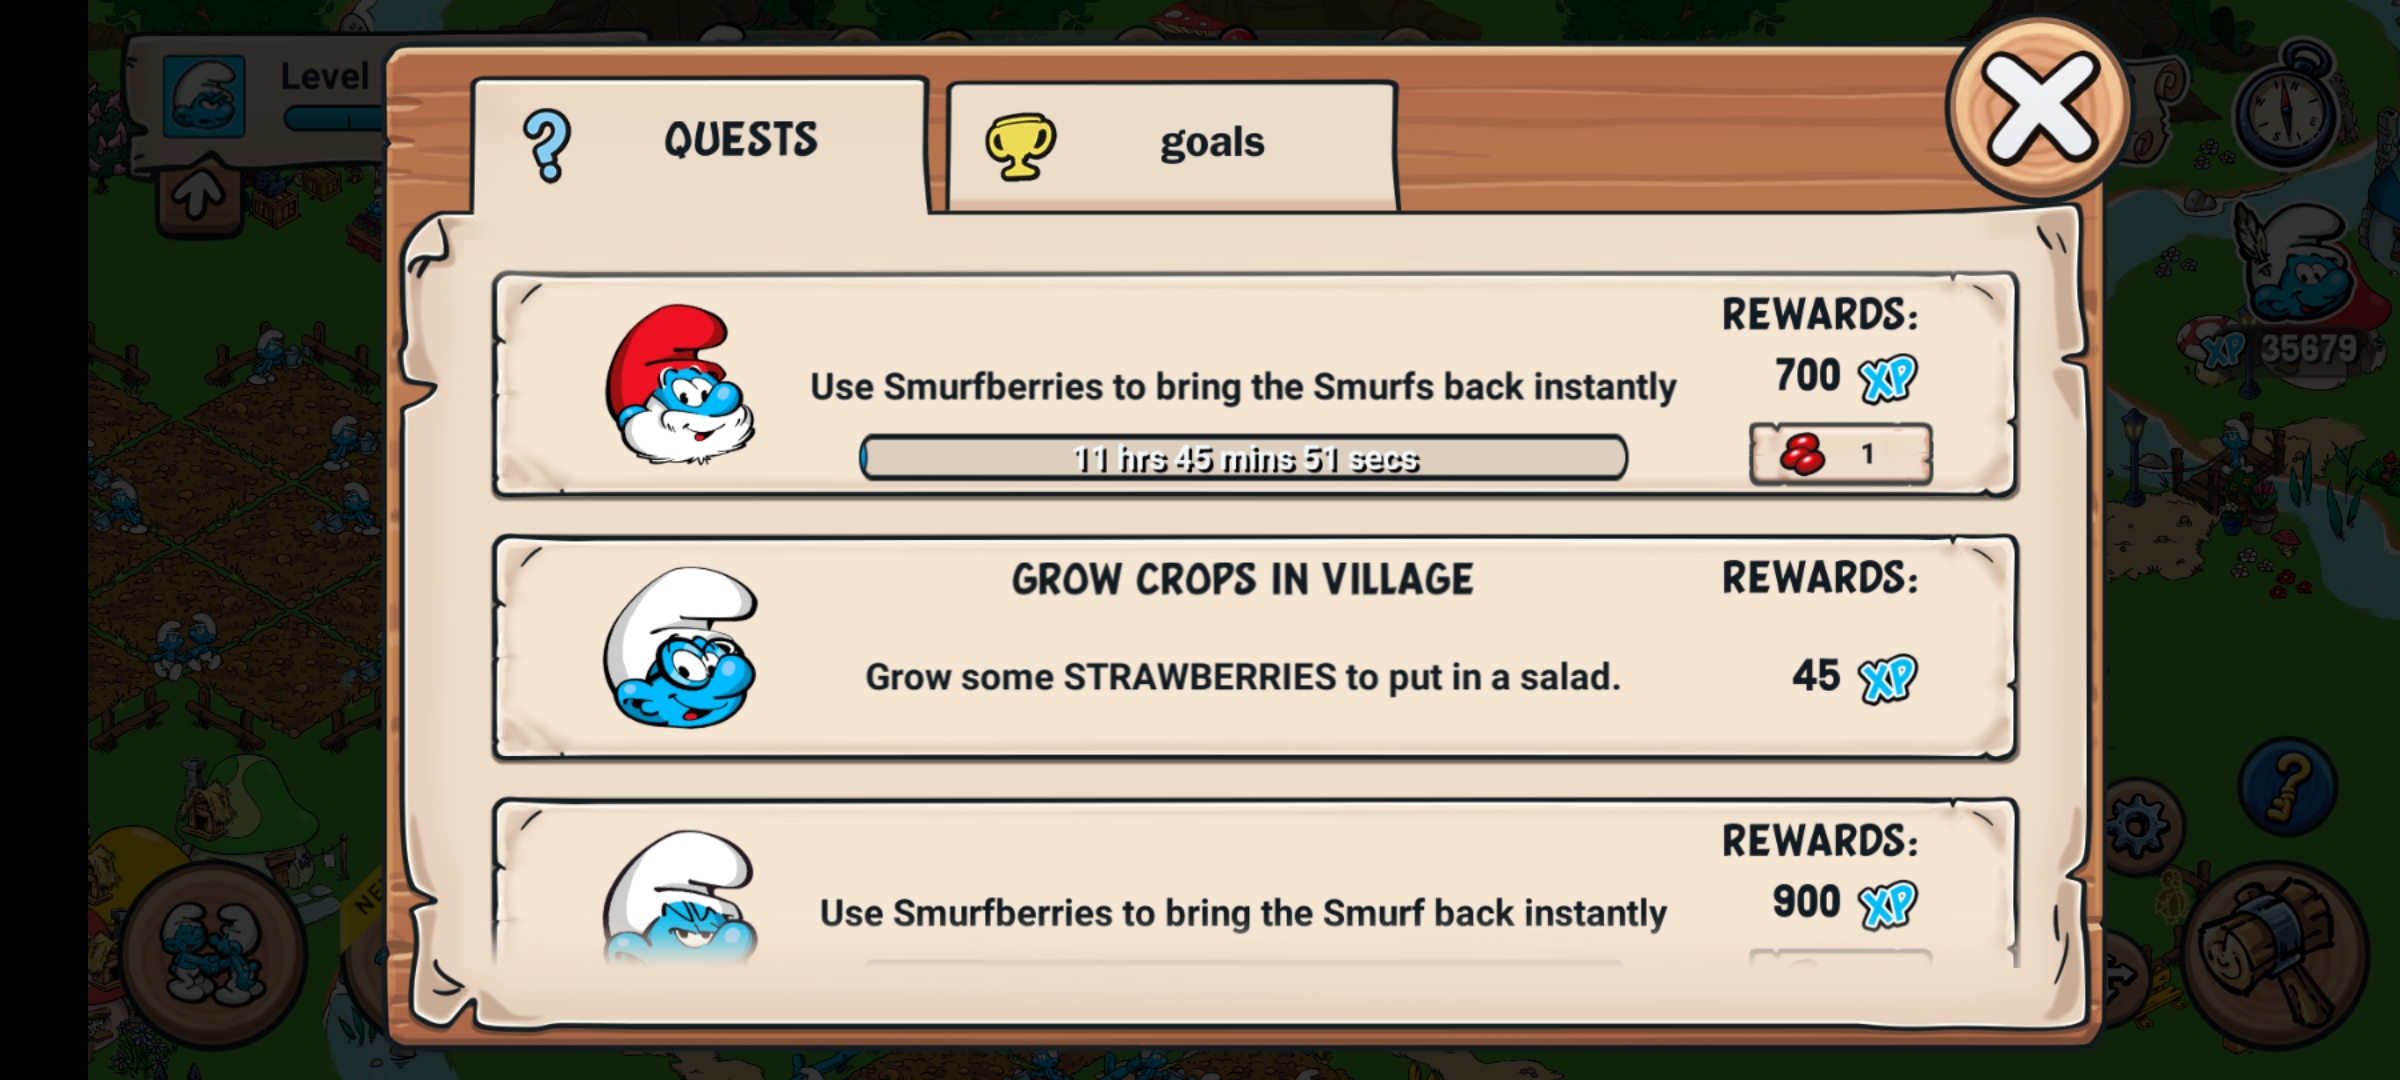 Level
QUESTS
goals
REWARDS:
700 XP
Use Smurfberries to bring the Smurfs back instantly
11 hrs 45 mins 51 secs
1
XP 35679
GROW CROPS IN VILLAGE
REWARDS:
Grow some STRAWBERRIES to put in a salad.
45 XP
REWARDS:
900 XP
Use Smurfberries to bring the Smurf back instantly